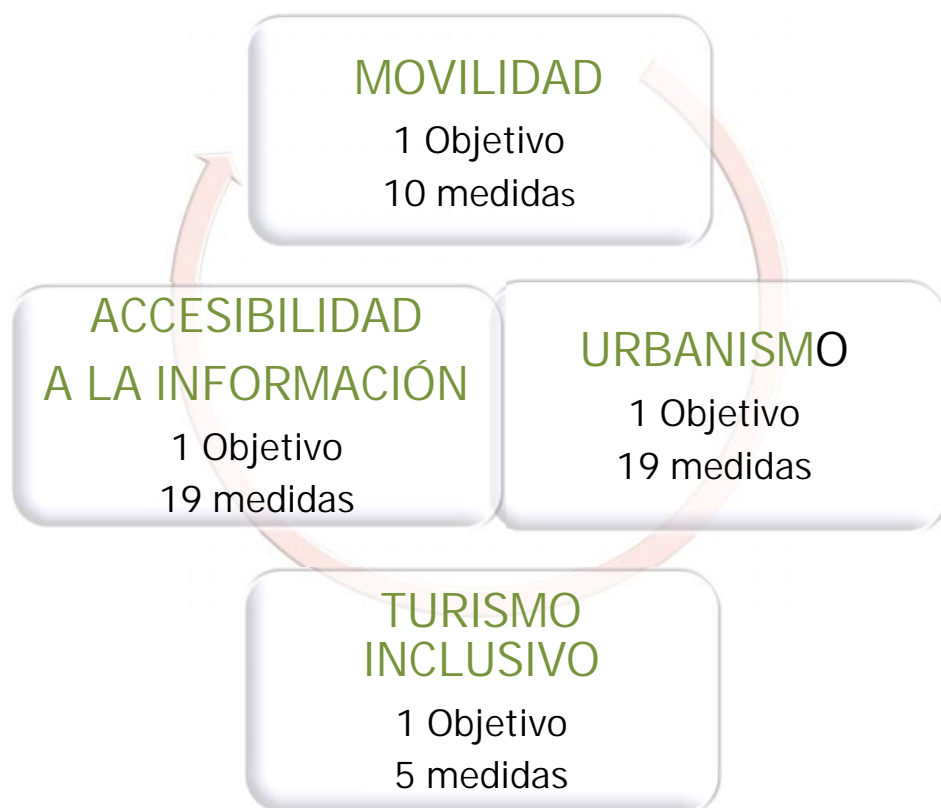 MOVILIDAD
1 Objetivo
10 medidas
ACCESIBILIDAD
A LA INFORMACIÓN
1 Objetivo
19 medidas
URBANISMO
1 Objetivo
19 medidas
TURISMO
INCLUSIVO
1 Objetivo
5 medidas